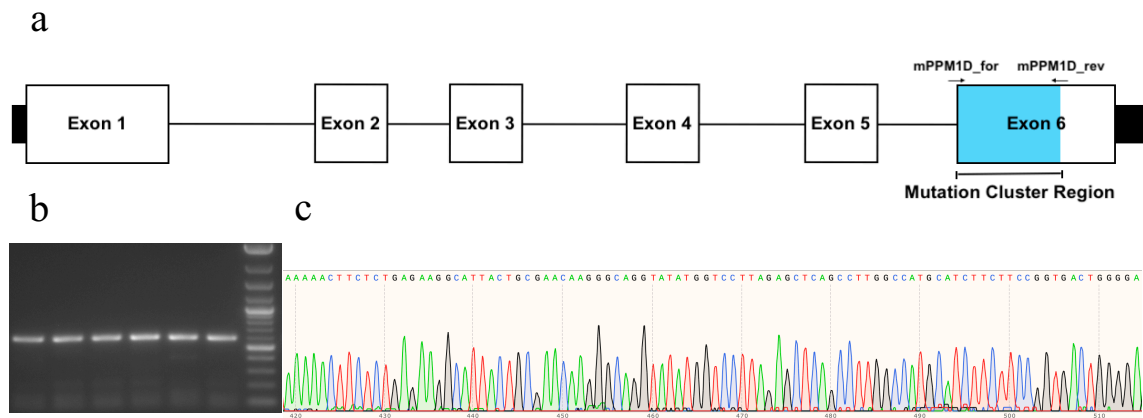 a
mPPM1D_for mPPM1D_rev
Exon 1 Exon 2 Exon 3 Exon 4 Exon 5 Exon 6
Mutation Cluster Region
b c
AAAAACTTCTCTGAGAAGGCATTACTGCGAACAAGGGCAGGTATATGGTCCTTAGAGCTCAGCCTTGGCCATGCATCTTCTTCCGGTGACTGGGGA
420 430 440 450 460 470 480 490 500 510